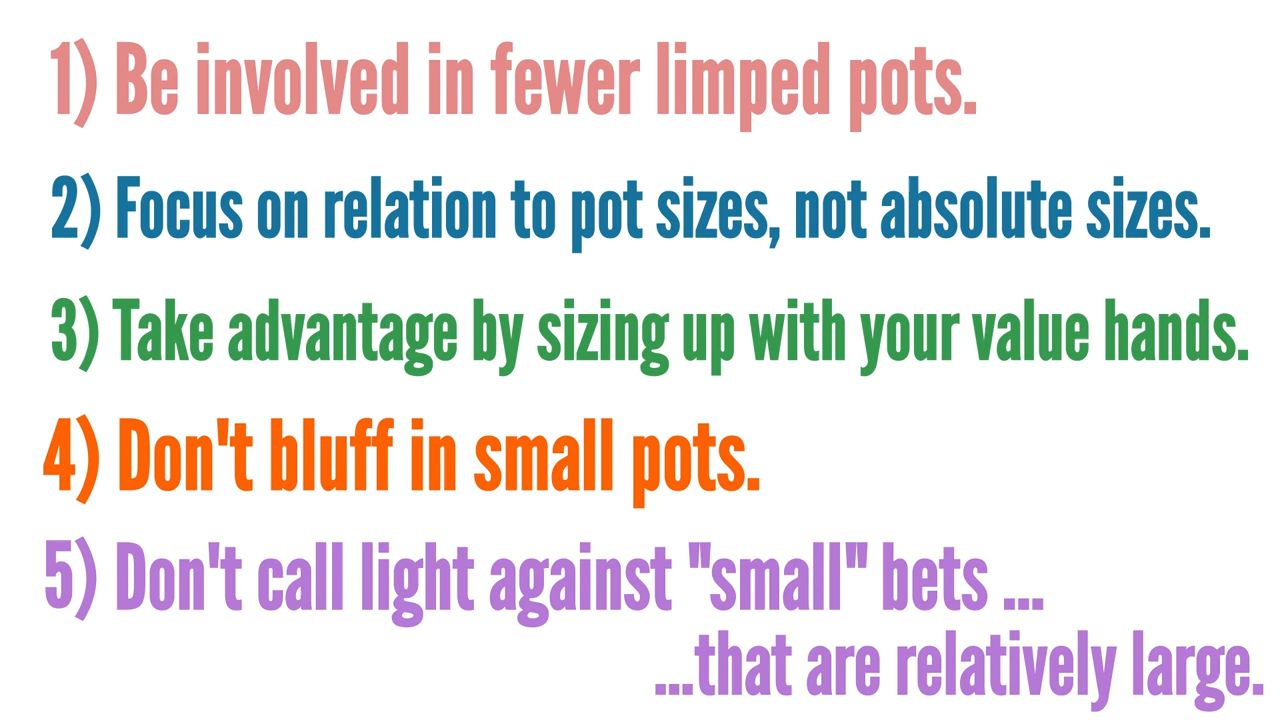 1) Be involved in fewer limped pots.
2) Focus on relation to pot sizes, not absolute sizes.
3) Take advantage by sizing up with your value hands.
4) Don't bluff in small pots.
5) Don't call light against "small" bets ...
...that are relatively large.